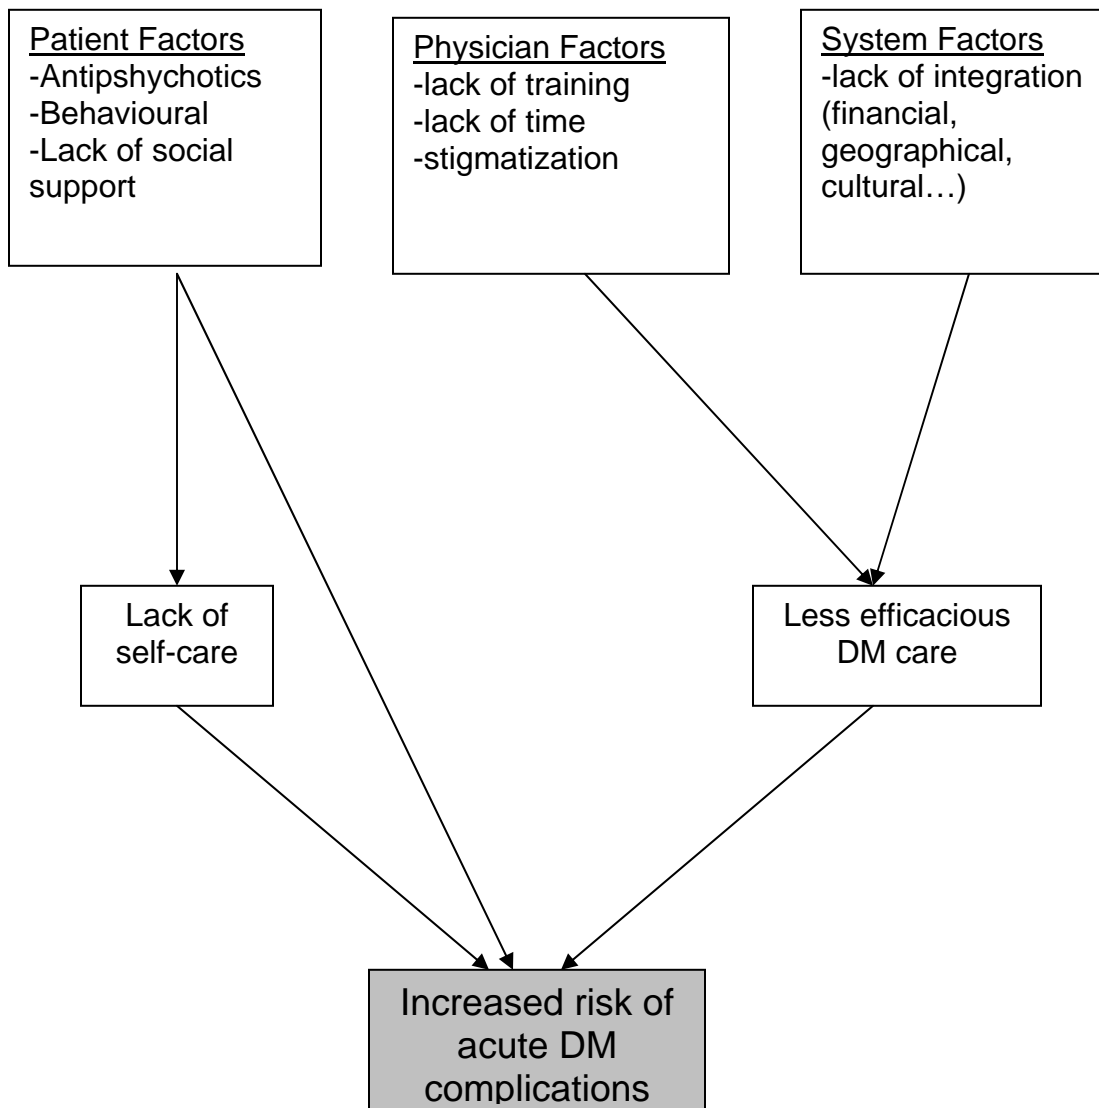 Patient Factors
-Antipshychotics
-Behavioural
-Lack of social
support
Physician Factors
-lack of training
-lack of time
-stigmatization
System Factors
-lack of integration
(financial,
geographical,
cultural…)
Lack of
self-care
Less efficacious
DM care
Increased risk of
acute DM
complications